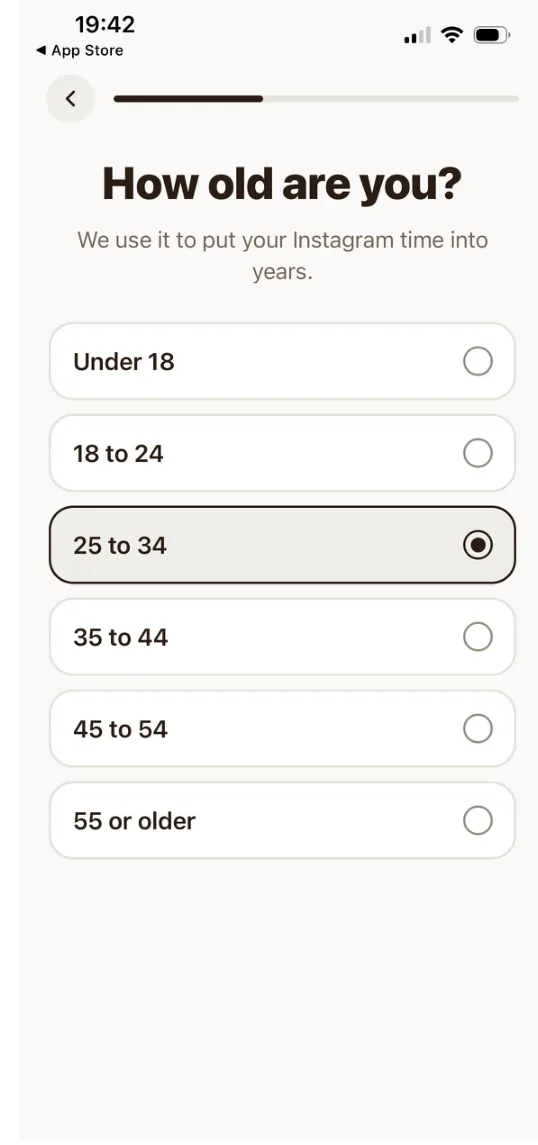 19:42
◀ App Store
How old are you?
We use it to put your Instagram time into
years.
Under 18
18 to 24
25 to 34
35 to 44
45 to 54
55 or older